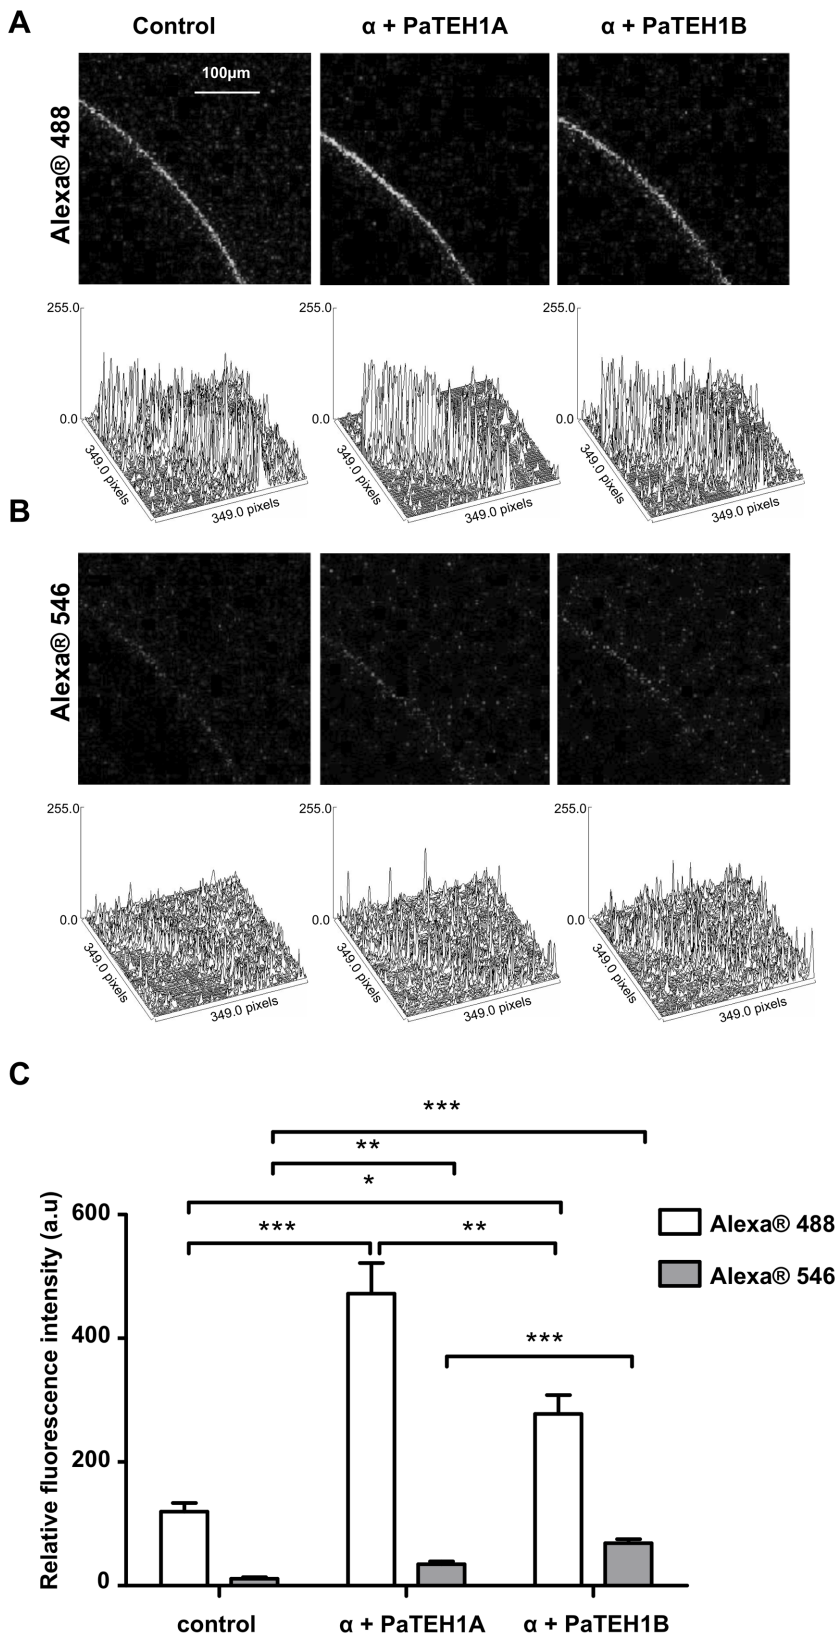 A
Control
α + PaTEH1A
α + PaTEH1B
Alexa® 488
100µm
255.0
0.0
349.0 pixels
349.0 pixels
255.0
0.0
349.0 pixels
349.0 pixels
255.0
0.0
349.0 pixels
349.0 pixels
B
Alexa® 546
255.0
0.0
349.0 pixels
349.0 pixels
255.0
0.0
349.0 pixels
349.0 pixels
255.0
0.0
349.0 pixels
349.0 pixels
C
***
**
*
***
**
***
Relative fluorescence intensity (a.u)
600
400
200
0
control
α + PaTEH1A
α + PaTEH1B
Alexa® 488
Alexa® 546